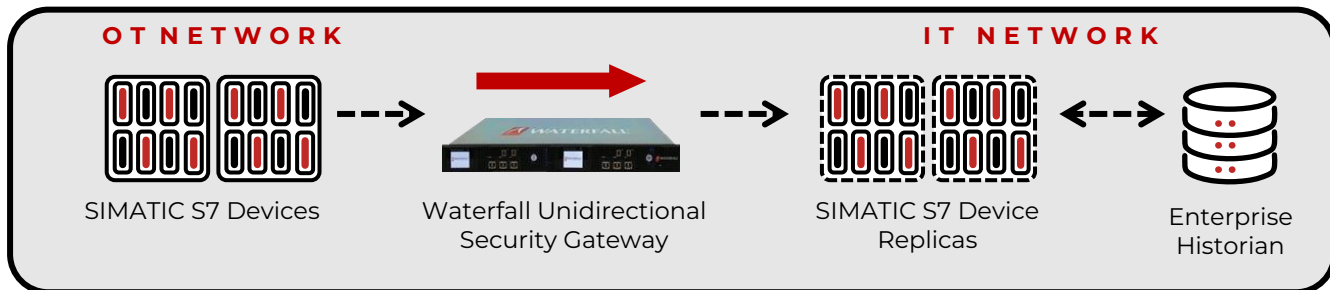 OT NETWORK
IT NETWORK
WATERFALL
SIMATIC S7 Devices
Waterfall Unidirectional
Security Gateway
SIMATIC S7 Device
Replicas
Enterprise
Historian